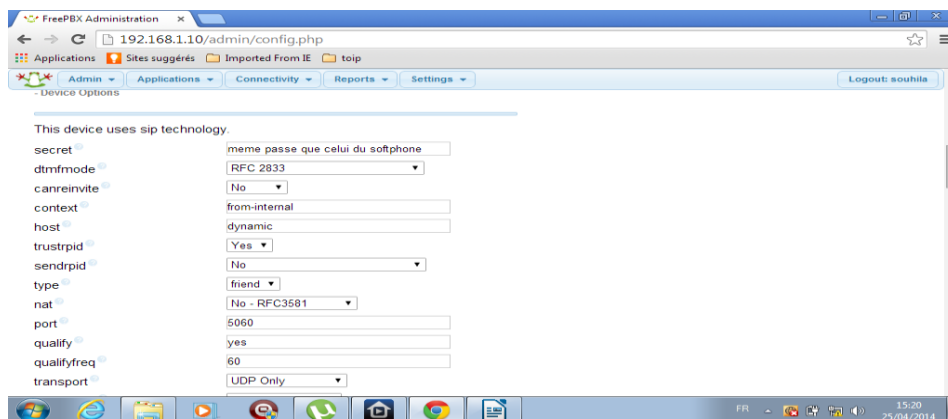 FreePBX Administration
192.168.1.10/admin/config.php
Applications Sites suggérés Imported From IE toip
Admin Applications Connectivity Reports Settings Logout: souhila
- Device Options
This device uses sip technology.
secret meme passe que celui du softphone
dtmfmode RFC 2833
canreinvite No
context from-internal
host dynamic
trustrpid Yes
sendrpid No
type friend
nat No - RFC3581
port 5060
qualify yes
qualifyfreq 60
transport UDP Only
FR 15:20
25/04/2014